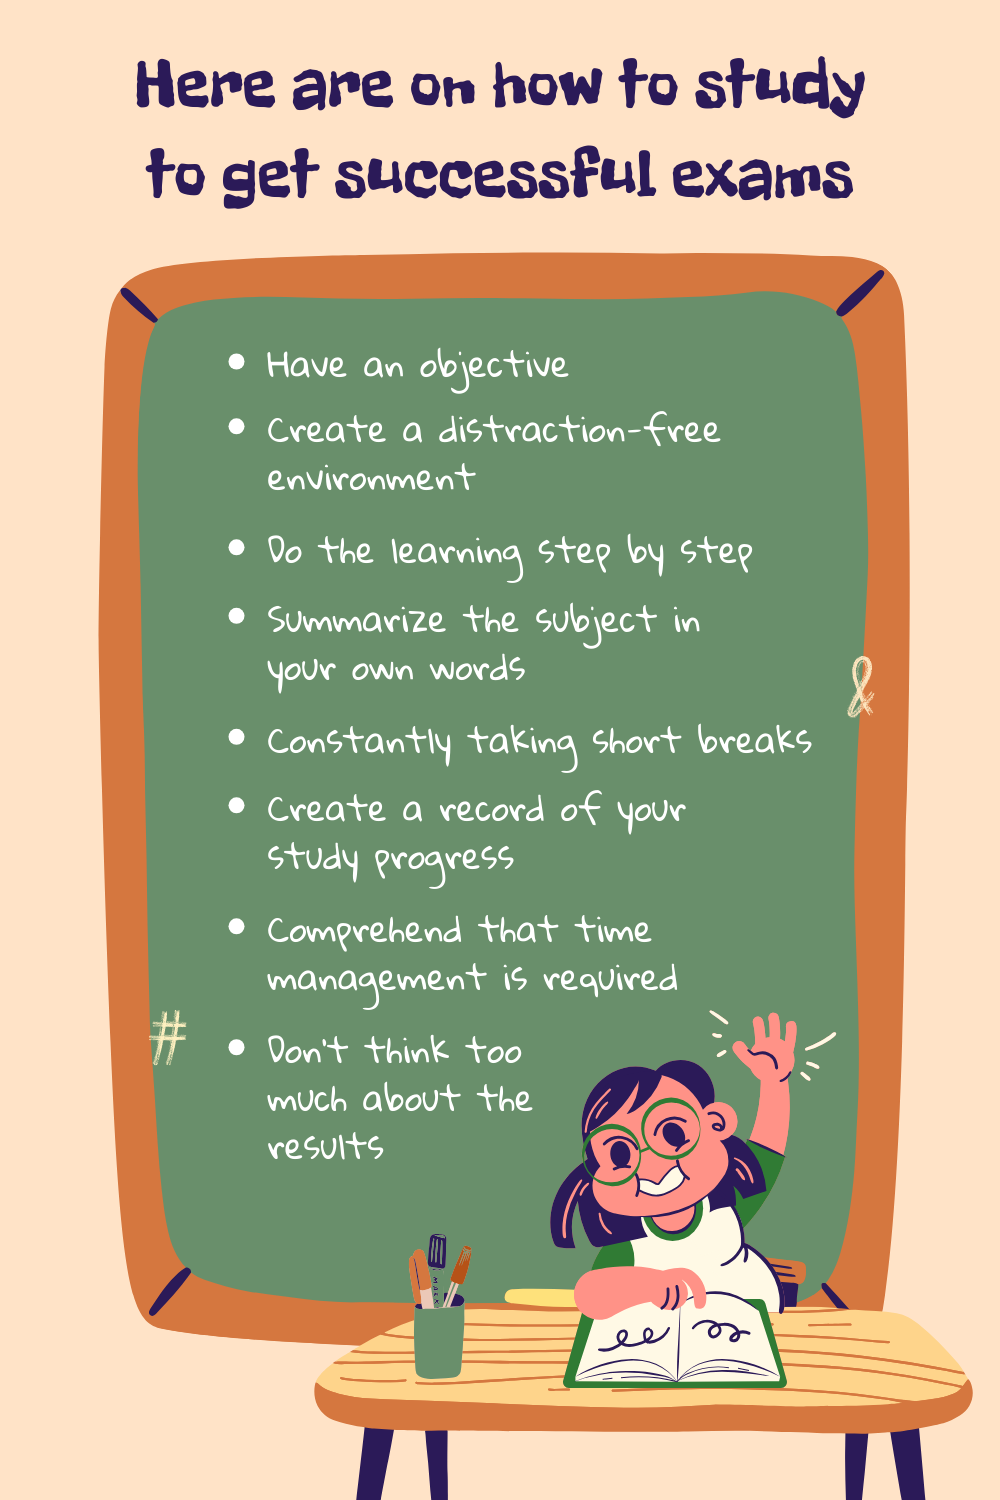 Here are on how to study
to get successful exams
• Have an objective
• Create a distraction-free
environment
• Do the learning step by step
• Summarize the subject in
your own words
&
• Constantly taking short breaks
• Create a record of your
study progress
• Comprehend that time
management is required
#
• Don't think too
much about the
results